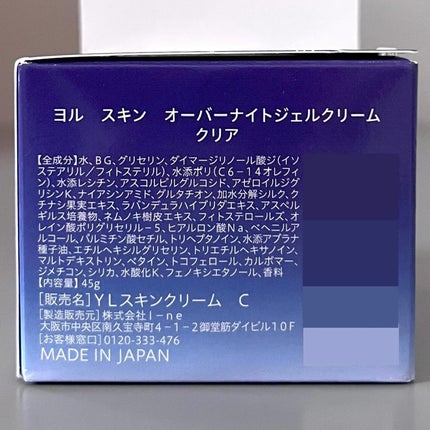 ヨル　スキン　オーバーナイトジェルクリーム
クリア
【全成分】水、BG、グリセリン、ダイマージリノール酸ジ(イソ
ステアリル／フィトステリル)、水添ポリ(C6－14オレフィ
ン)、水添レシチン、アスコルビルグルコシド、アゼロイルジグ
リシンK、ナイアシンアミド、グルタチオン、加水分解シルク、ク
チナシ果実エキス、ラバンデュラハイブリダエキス、アスペル
ギルス培養物、ネムノキ樹皮エキス、フィトステロールズ、オ
レイン酸ポリグリセリル－5、ヒアルロン酸Na、ベヘニルア
ルコール、パルミチン酸セチル、トリヘプタノイン、水添アブラナ
種子油、エチルヘキシルグリセリン、トリエチルヘキサノイン、
マルトデキストリン、ベタイン、トコフェロール、カルボマー、
ジメチコン、シリカ、水酸化K、フェノキシエタノール、香料
【内容量】45g
[販売名]YLスキンクリーム　C
[製造販売元]株式会社I－ne
大阪市中央区南久宝寺町4－1－2御堂筋ダイビル10F
[お客様窓口]0120-333-476
MADE IN JAPAN